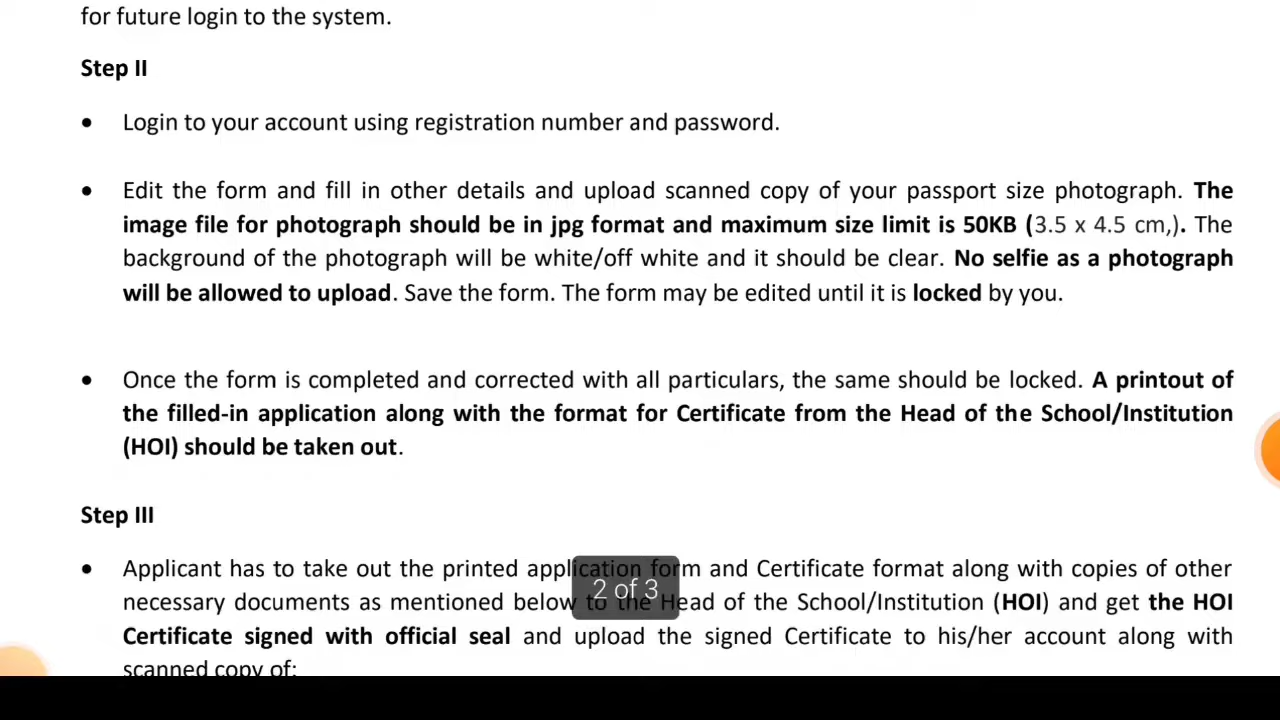 for future login to the system.
Step II
• Login to your account using registration number and password.
• Edit the form and fill in other details and upload scanned copy of your passport size photograph. The
image file for photograph should be in jpg format and maximum size limit is 50KB (3.5 x 4.5 cm,). The
background of the photograph will be white/off white and it should be clear. No selfie as a photograph
will be allowed to upload. Save the form. The form may be edited until it is locked by you.
• Once the form is completed and corrected with all particulars, the same should be locked. A printout of
the filled-in application along with the format for Certificate from the Head of the School/Institution
(HOI) should be taken out.
Step III
• Applicant has to take out the printed application form and Certificate format along with copies of other
2 of 3
necessary documents as mentioned below to the Head of the School/Institution (HOI) and get the HOI
Certificate signed with official seal and upload the signed Certificate to his/her account along with
scanned copy of: